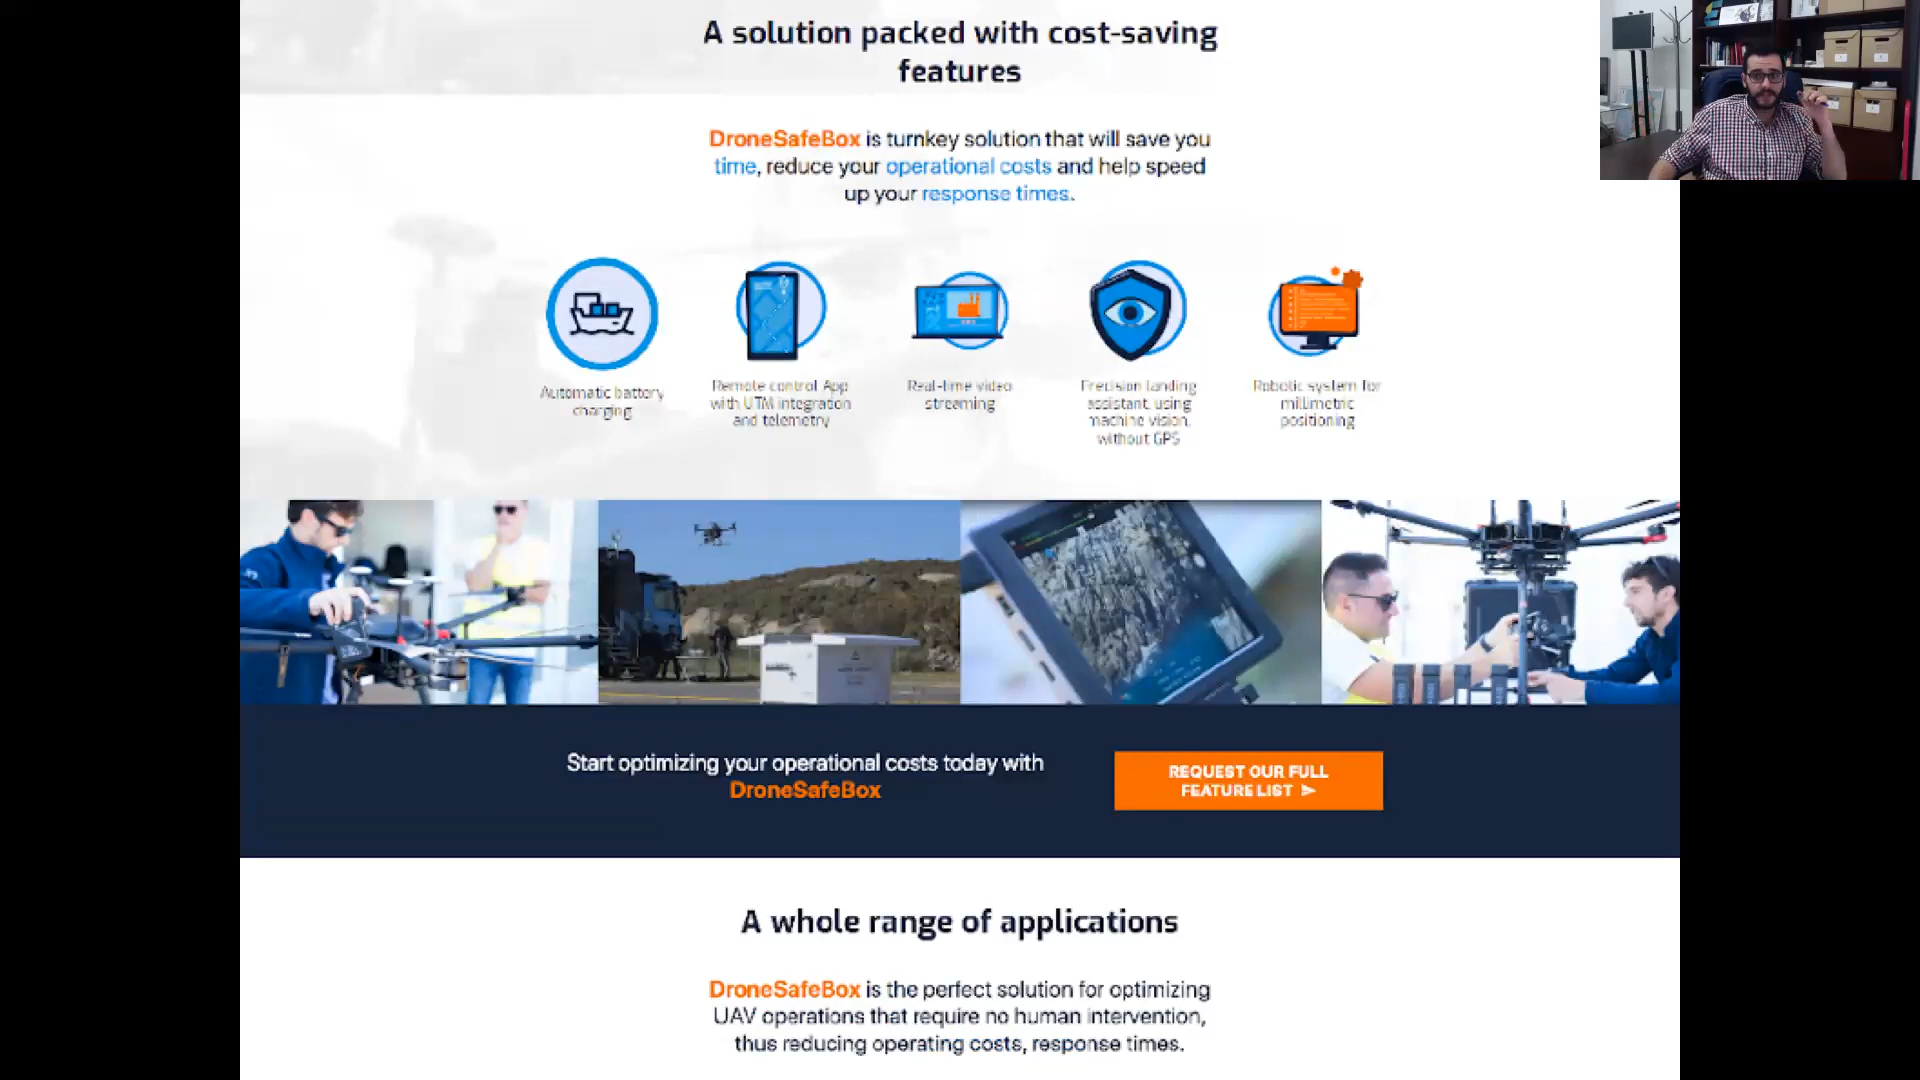 A solution packed with cost-saving
features
DroneSafeBox is turnkey solution that will save you
time, reduce your operational costs and help speed
up your response times.
Automatic battery
charging
Remote control App
with UTM integration
and telemetry
Real-time video
streaming
Precision landing
assistant, using
machine vision,
without GPS
Robotic system for
millimetric
positioning
Start optimizing your operational costs today with
DroneSafeBox
REQUEST OUR FULL
FEATURE LIST
A whole range of applications
DroneSafeBox is the perfect solution for optimizing
UAV operations that require no human intervention,
thus reducing operating costs, response times.